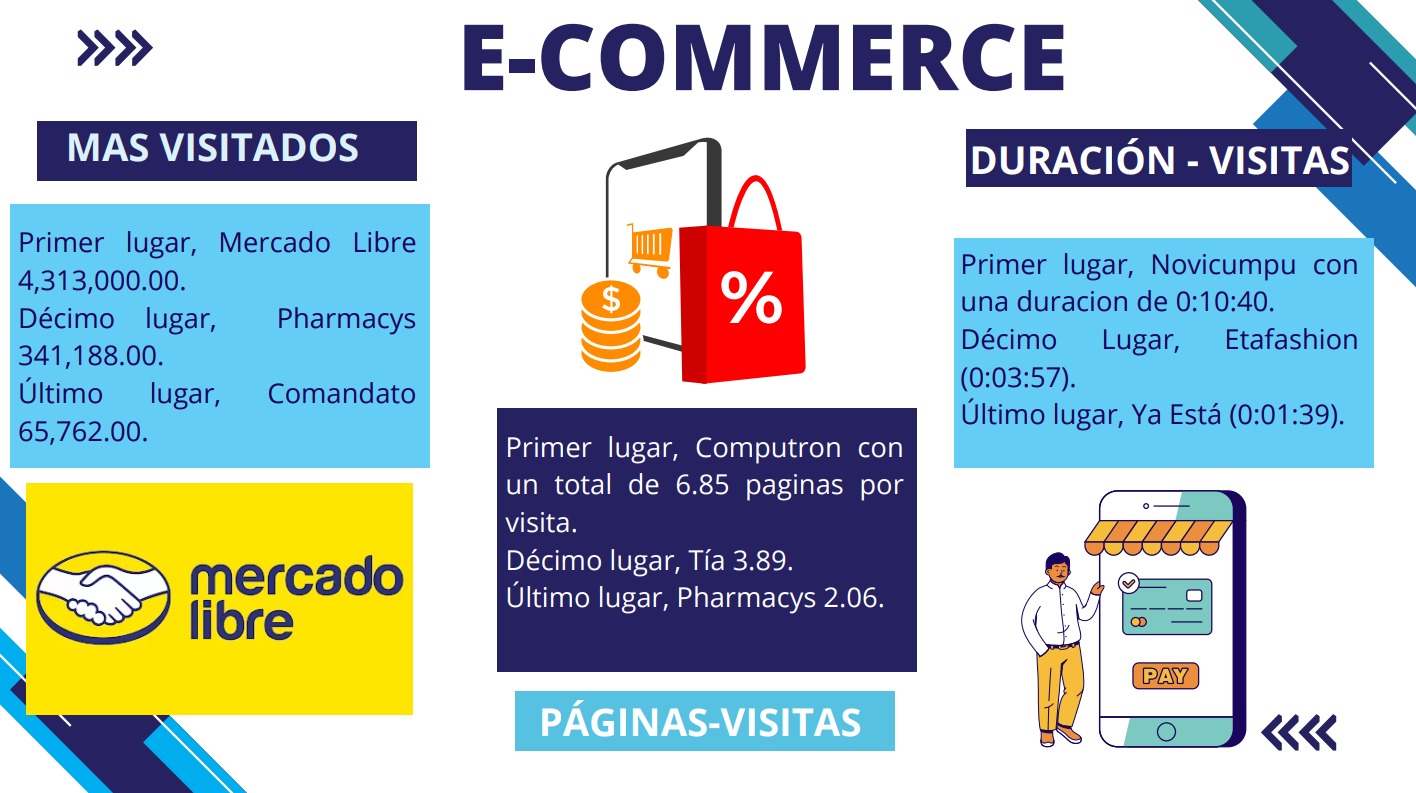 E-COMMERCE
MAS VISITADOS
Primer lugar, Mercado Libre
4,313,000.00.
Décimo lugar, Pharmacys
341,188.00.
Último lugar, Comandato
65,762.00.
mercado
libre
$
%
Primer lugar, Computron con
un total de 6.85 paginas por
visita.
Décimo lugar, Tía 3.89.
Último lugar, Pharmacys 2.06.
PÁGINAS-VISITAS
DURACIÓN - VISITAS
Primer lugar, Novicumpu con
una duracion de 0:10:40.
Décimo Lugar, Etafashion
(0:03:57).
Último lugar, Ya Está (0:01:39).
PAY